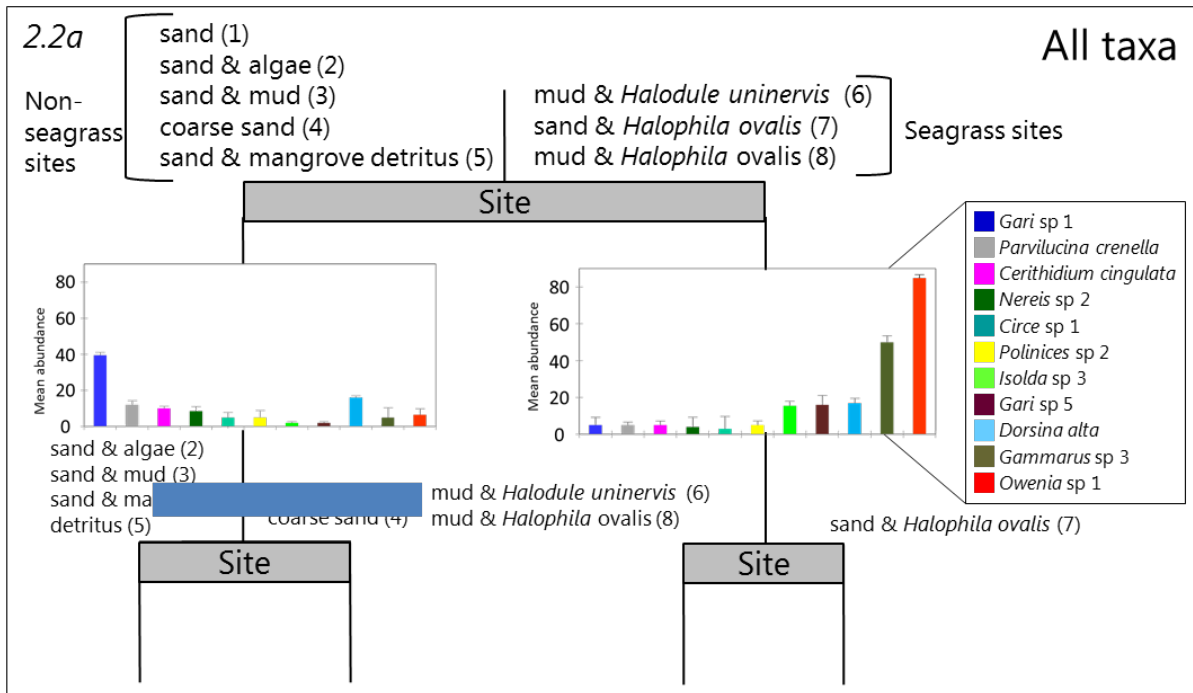 2.2a
All taxa
Non-
seagrass
sites
sand (1)
sand & algae (2)
sand & mud (3)
coarse sand (4)
sand & mangrove detritus (5)
mud & Halodule uninervis (6)
sand & Halophila ovalis (7)
mud & Halophila ovalis (8)
Seagrass sites
Site
Mean abundance
80
60
40
20
0
Mean abundance
80
60
40
20
0
Gari sp 1
Parvilucina crenella
Cerithidium cingulata
Nereis sp 2
Circe sp 1
Polinices sp 2
Isolda sp 3
Gari sp 5
Dorsina alta
Gammarus sp 3
Owenia sp 1
sand & algae (2)
sand & mud (3)
sand &
detritus (5)
coarse sand (4)
mud & Halodule uninervis (6)
mud & Halophila ovalis (8)
sand & Halophila ovalis (7)
Site
Site